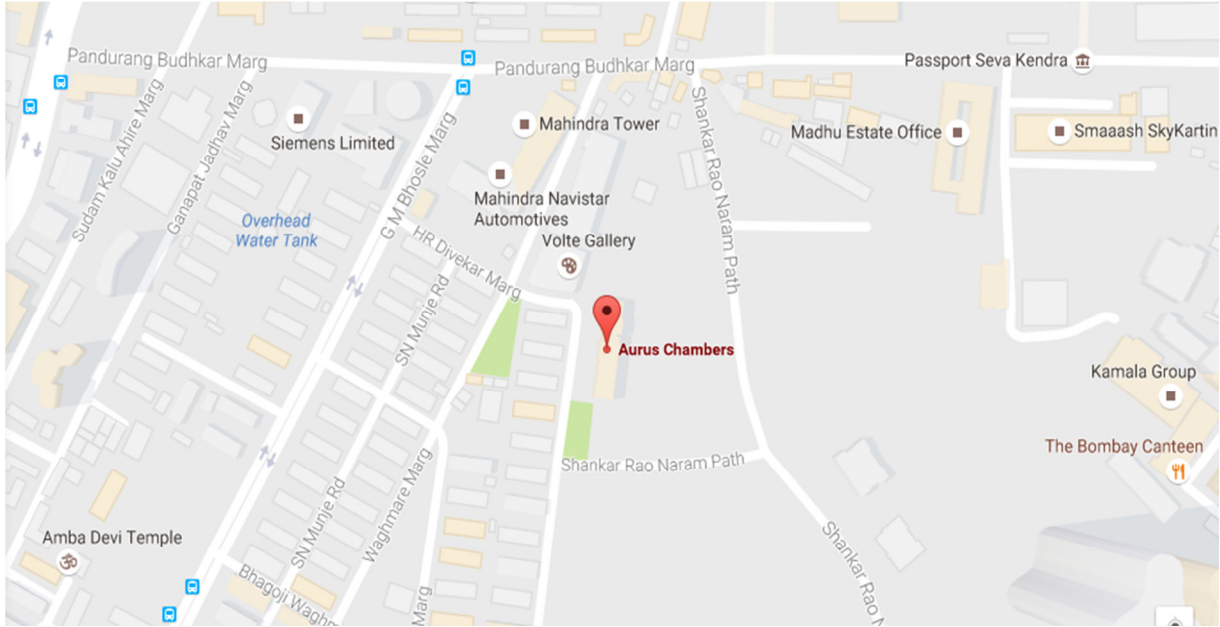 Pandurang Budhkar Marg
Pandurang Budhkar Marg
Passport Seva Kendra
Sudam Kalu Ahire Marg
Ganapat Jadhav Marg
Siemens Limited
G M Bhosle Marg
Mahindra Tower
Shankar Rao Naram Path
Madhu Estate Office
Smaaash SkyKartin
Mahindra Navistar
Automotives
Overhead
Water Tank
HR Divekar Marg
Volte Gallery
SN Munje Rd
Aurus Chambers
Kamala Group
The Bombay Canteen
Shankar Rao Naram Path
Waghmare Marg
SN Munje Rd
Amba Devi Temple
Shankar Rao N
Bhagoji Waghm
Marg